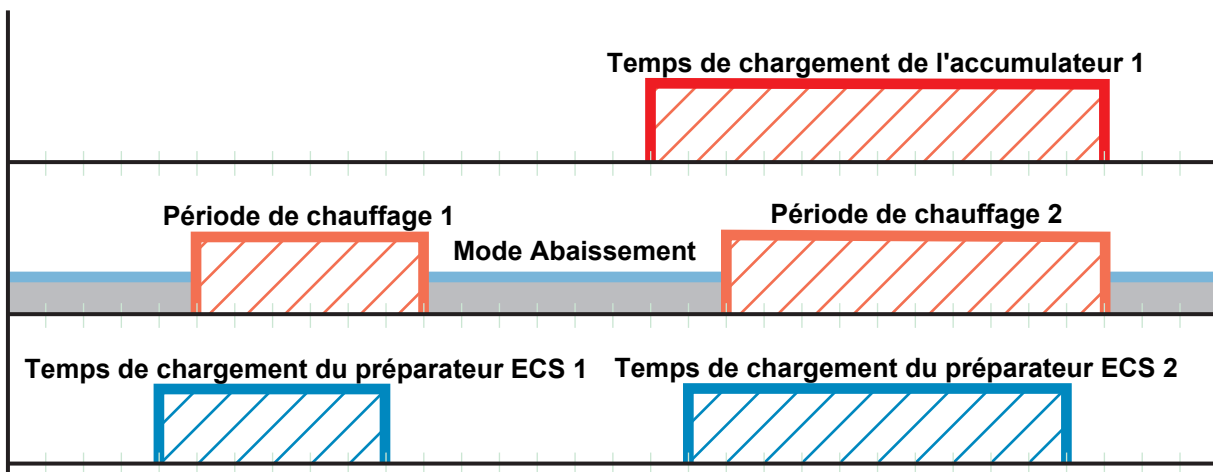 Temps de chargement de l'accumulateur 1
Période de chauffage 1
Période de chauffage 2
Mode Abaissement
Temps de chargement du préparateur ECS 1
Temps de chargement du préparateur ECS 2